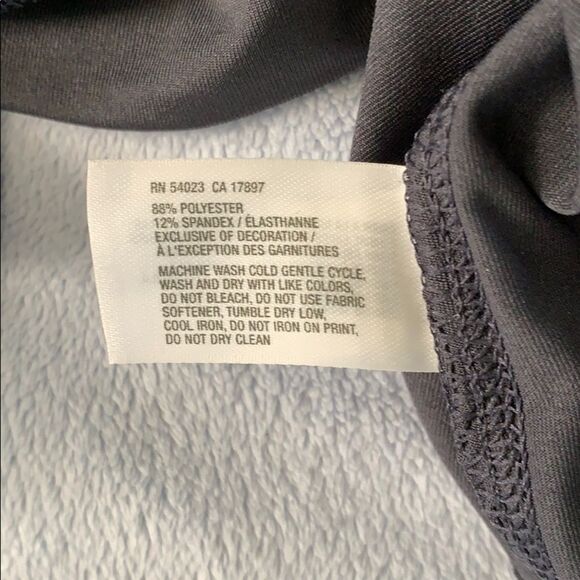 RN 54023 CA 17897
88% POLYESTER
12% SPANDEX / ÉLASTHANNE
EXCLUSIVE OF DECORATION /
À L'EXCEPTION DES GARNITURES
MACHINE WASH COLD GENTLE CYCLE,
WASH AND DRY WITH LIKE COLORS,
DO NOT BLEACH, DO NOT USE FABRIC
SOFTENER, TUMBLE DRY LOW,
COOL IRON, DO NOT IRON ON PRINT,
DO NOT DRY CLEAN